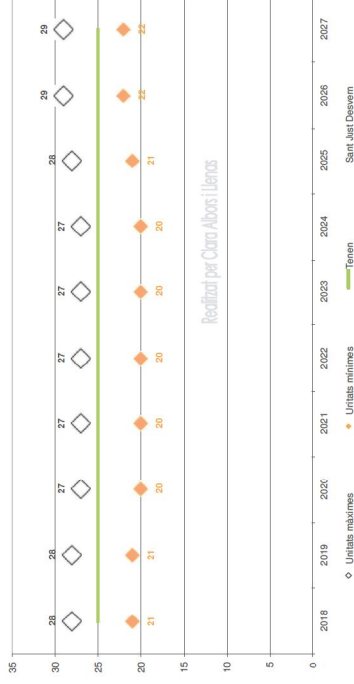 35
30
25
20
15
10
5
0
28 28 27 27 27 27 27 28 29 29
21 21 20 20 20 20 20 21 22 22
Realitzat per Clara Albors i Llenas
2018 2019 2020 2021 2022 2023 2024 2025 2026 2027
Unitats màximes Unitats mínimes Tenen Sant Just Desvern